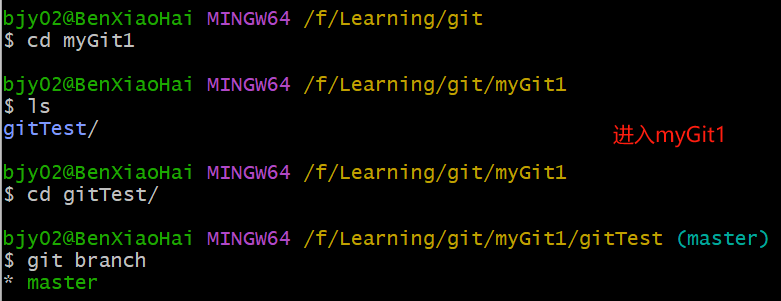 bjy02@BenXiaoHai MINGW64 /f/Learning/git
$ cd myGit1
bjy02@BenXiaoHai MINGW64 /f/Learning/git/myGit1
$ ls
gitTest/
进入myGit1
bjy02@BenXiaoHai MINGW64 /f/Learning/git/myGit1
$ cd gitTest/
bjy02@BenXiaoHai MINGW64 /f/Learning/git/myGit1/gitTest (master)
$ git branch
* master